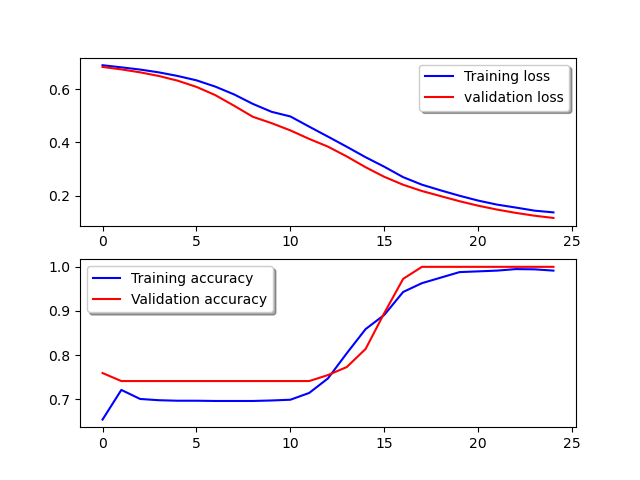 Training loss
validation loss
0.6
0.4
0.2
0 5 10 15 20 25
Training accuracy
Validation accuracy
1.0
0.9
0.8
0.7
0 5 10 15 20 25